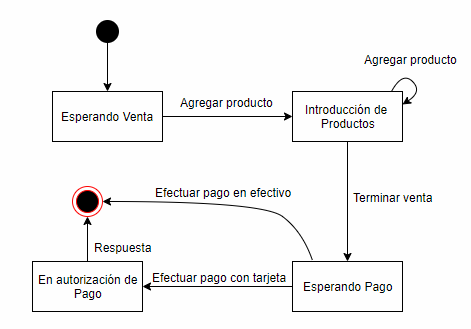 Agregar producto
Agregar producto
Esperando Venta
Introducción de
Productos
Efectuar pago en efectivo
Terminar venta
Respuesta
En autorización de
Pago
Efectuar pago con tarjeta
Esperando Pago